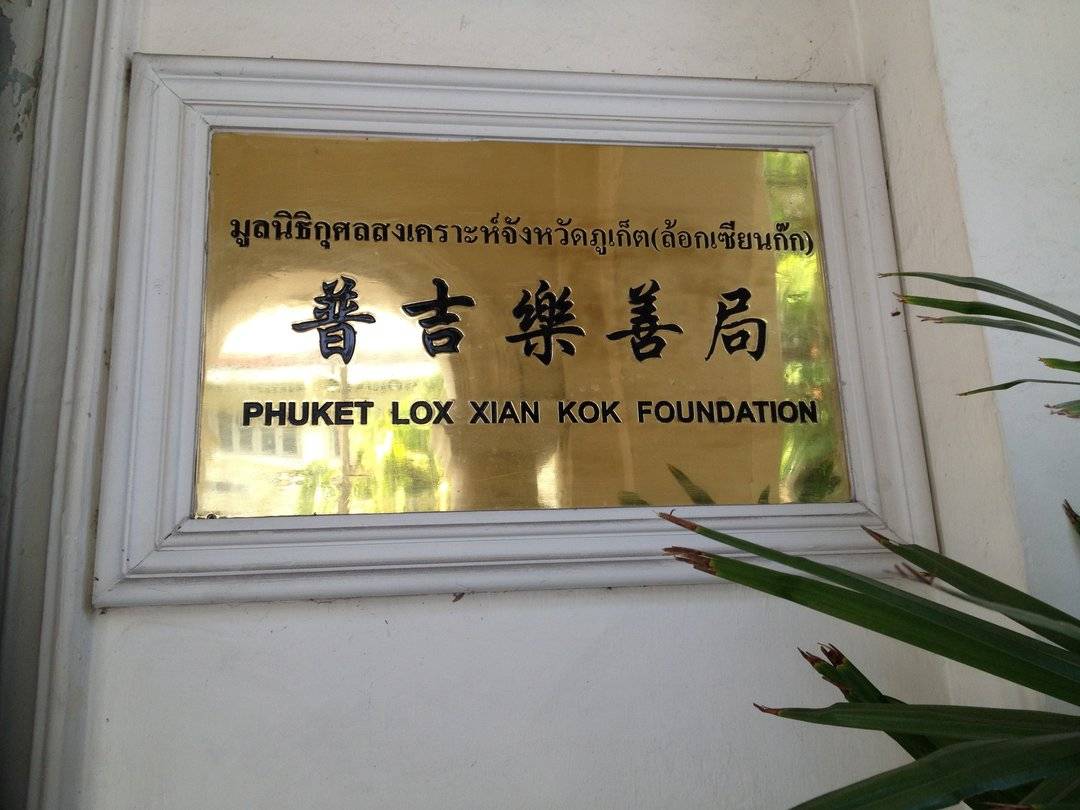 มูลนิธิกุศลสงเคราะห์จังหวัดภูเก็ต(ล้อกเซียนก๊ก)
普吉樂善局
PHUKET LOX XIAN KOK FOUNDATION